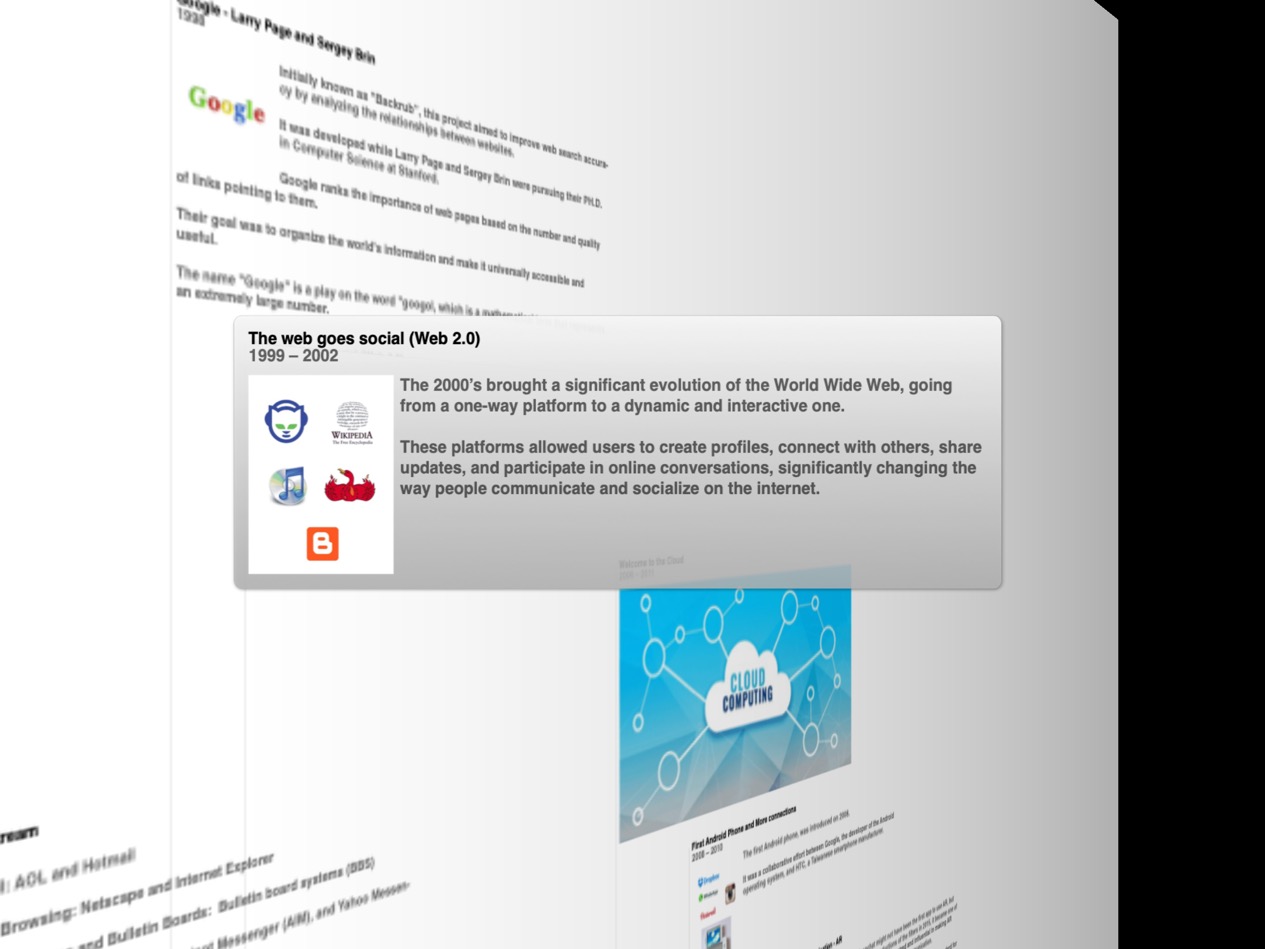 Google - Larry Page and Sergey Brin
1998
Google
Initially known as "Backrub", this project aimed to improve web search accura-
cy by analyzing the relationships between websites.
It was developed while Larry Page and Sergey Brin were pursuing their PH.D.
in Computer Science at Stanford.
Google ranks the importance of web pages based on the number and quality
of links pointing to them.
Their goal was to organize the world's information and make it universally accessible and
useful.
The name "Google" is a play on the word "googol, which is a
an extremely large number.
The web goes social (Web 2.0)
1999 – 2002
WIKIPEDIA
The Free Encyclopedia
The 2000's brought a significant evolution of the World Wide Web, going
from a one-way platform to a dynamic and interactive one.
These platforms allowed users to create profiles, connect with others, share
updates, and participate in online conversations, significantly changing the
way people communicate and socialize on the internet.
Welcome to the Cloud
CLOUD
COMPUTING
First Android Phone and More connections
2008 – 2010
The first Android phone, was introduced on 2008.
It was a collaborative effort between Google, the developer of the Android
operating system, and HTC, a Taiwanese smartphone manufacturer.
Dropbox
Pinterest
AOL and Hotmail
Browsing: Netscape and Internet Explorer
and Bulletin Boards: Bulletin board systems (BBS)
Messenger (AIM), and Yahoo Messen-